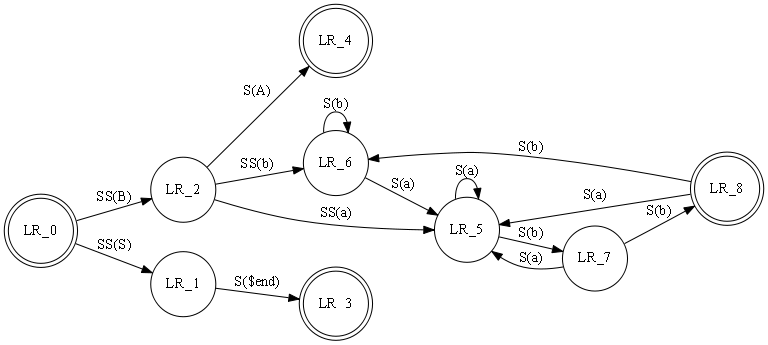 LR_4
S(A)
S(b)
S(b)
LR_6
SS(b)
S(a)
S(a)
S(a)
LR_8
LR_2
SS(B)
SS(a)
S(b)
LR_0
LR_5
S(b)
SS(S)
S(a)
LR_7
LR_1
S($end)
LR_3